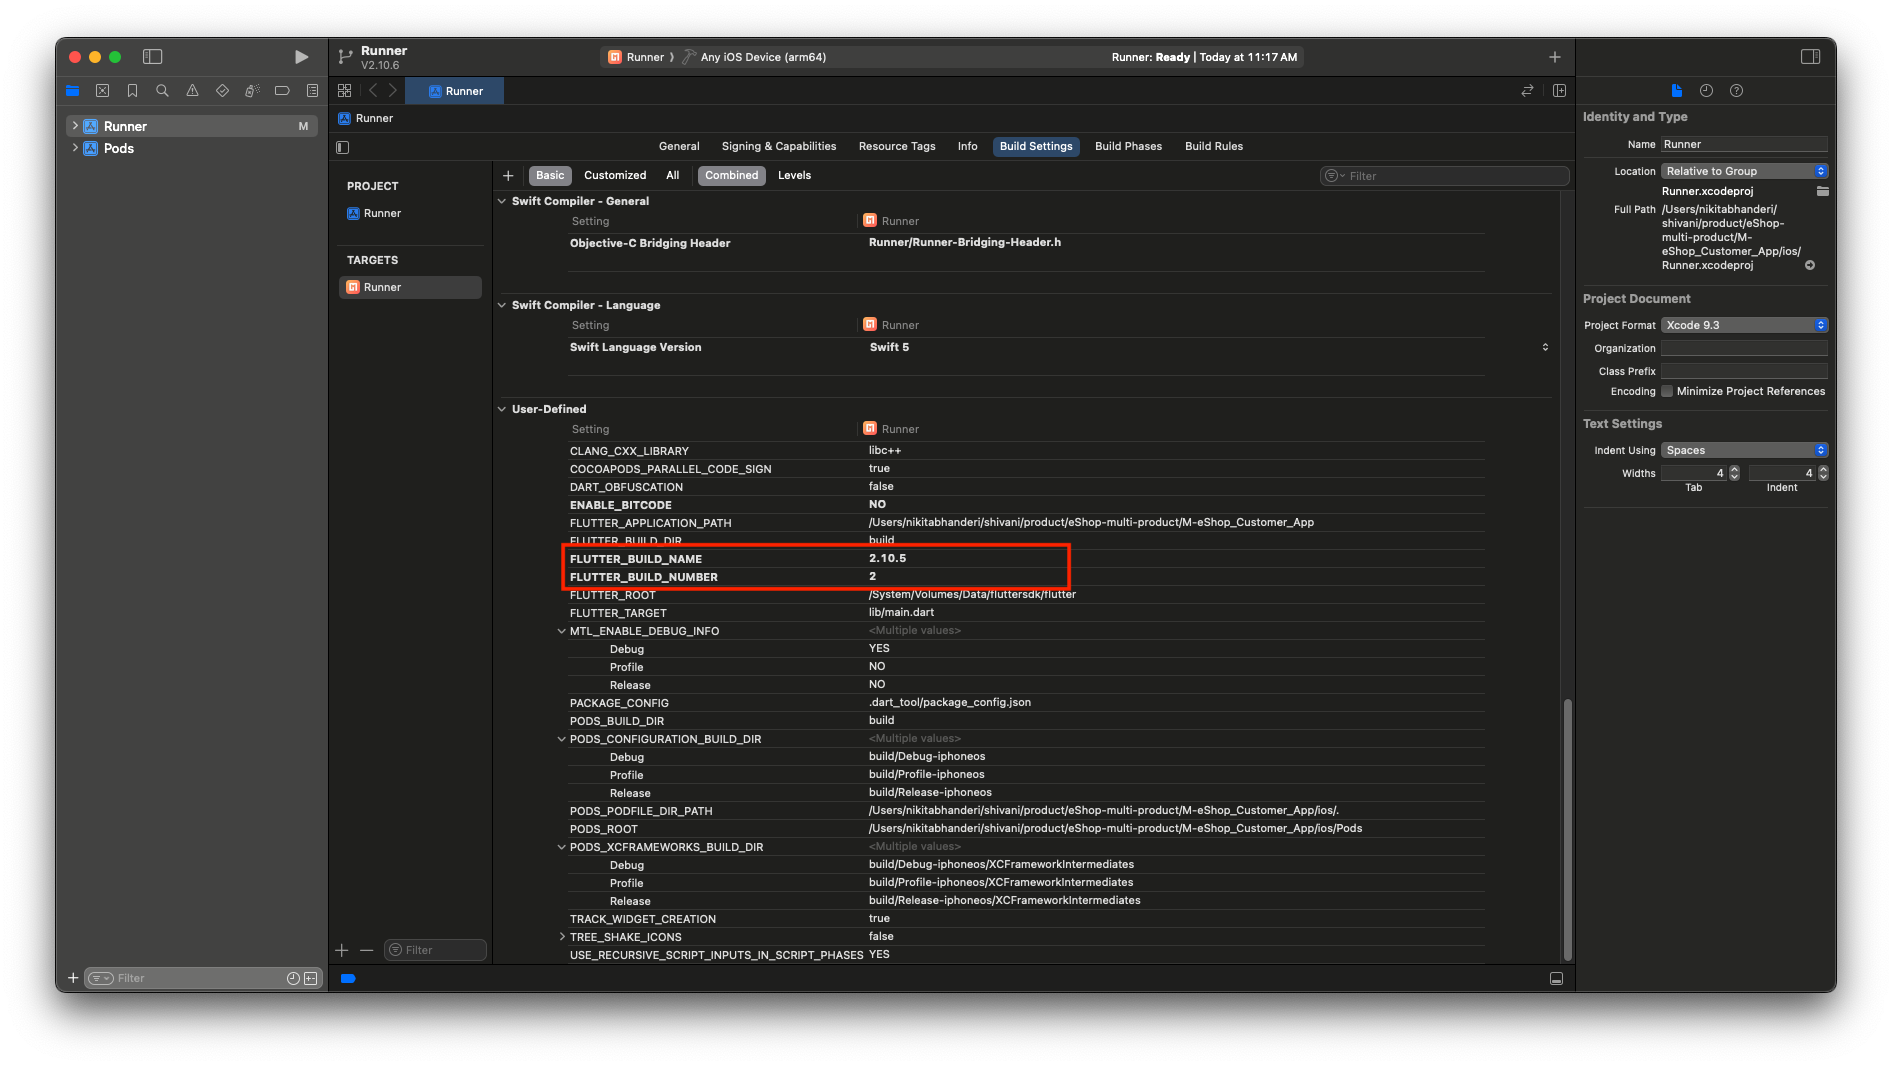 Runner
V2.10.6
Runner
Any iOS Device (arm64)
Runner: Ready | Today at 11:17 AM
Runner
M
Pods
Runner
Runner
General
Signing & Capabilities
Resource Tags
Info
Build Settings
Build Phases
Build Rules
PROJECT
Runner
TARGETS
Runner
Filter
Filter
Basic
Customized
All
Combined
Levels
Filter
Swift Compiler - General
Setting
Runner
Objective-C Bridging Header
Runner/Runner-Bridging-Header.h
Swift Compiler - Language
Setting
Runner
Swift Language Version
Swift 5
User-Defined
Setting
Runner
CLANG_CXX_LIBRARY
libc++
COCOAPODS_PARALLEL_CODE_SIGN
true
DART_OBFUSCATION
false
ENABLE_BITCODE
NO
FLUTTER_APPLICATION_PATH
/Users/nikitabhanderi/shivani/product/eShop-multi-product/M-eShop_Customer_App
FLUTTER_BUILD_DIR
build
FLUTTER_BUILD_NAME
2.10.5
FLUTTER_BUILD_NUMBER
2
FLUTTER_ROOT
/System/Volumes/Data/fluttersdk/flutter
FLUTTER_TARGET
lib/main.dart
MTL_ENABLE_DEBUG_INFO
<Multiple values>
Debug
YES
Profile
NO
Release
NO
PACKAGE_CONFIG
.dart_tool/package_config.json
PODS_BUILD_DIR
build
PODS_CONFIGURATION_BUILD_DIR
<Multiple values>
Debug
build/Debug-iphoneos
Profile
build/Profile-iphoneos
Release
build/Release-iphoneos
PODS_PODFILE_DIR_PATH
/Users/nikitabhanderi/shivani/product/eShop-multi-product/M-eShop_Customer_App/ios/.
PODS_ROOT
/Users/nikitabhanderi/shivani/product/eShop-multi-product/M-eShop_Customer_App/ios/Pods
PODS_XCFRAMEWORKS_BUILD_DIR
<Multiple values>
Debug
build/Debug-iphoneos/XCFrameworkIntermediates
Profile
build/Profile-iphoneos/XCFrameworkIntermediates
Release
build/Release-iphoneos/XCFrameworkIntermediates
TRACK_WIDGET_CREATION
true
TREE_SHAKE_ICONS
false
USE_RECURSIVE_SCRIPT_INPUTS_IN_SCRIPT_PHASES
YES
Identity and Type
Name
Runner
Location
Relative to Group
Runner.xcodeproj
Full Path
/Users/nikitabhanderi/
shivani/product/eShop-
multi-product/M-
eShop_Customer_App/ios/
Runner.xcodeproj
Project Document
Project Format
Xcode 9.3
Organization
Class Prefix
Encoding
Minimize Project References
Text Settings
Indent Using
Spaces
Widths
4
4
Tab
Indent